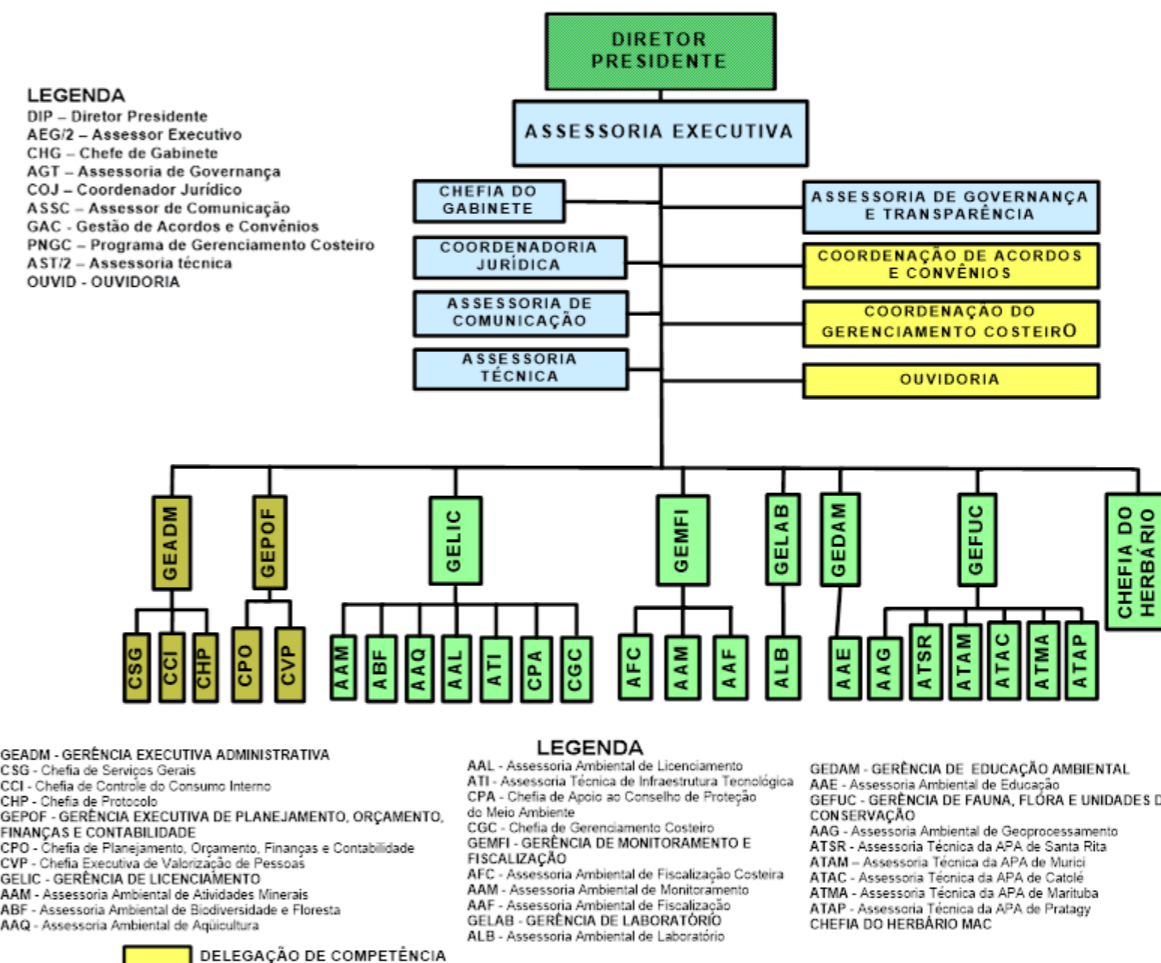 DIRETOR
PRESIDENTE
ASSESSORIA EXECUTIVA
LEGENDA
DIP – Diretor Presidente
AEG/2 – Assessor Executivo
CHG – Chefe de Gabinete
AGT – Assessoria de Governança
COJ – Coordenador Jurídico
ASSC – Assessor de Comunicação
GAC - Gestão de Acordos e Convênios
PNGC – Programa de Gerenciamento Costeiro
AST/2 – Assessoria técnica
OUVID - OUVIDORIA
CHEFIA DO
GABINETE
COORDENADORIA
JURÍDICA
ASSESSORIA DE
COMUNICAÇÃO
ASSESSORIA
TÉCNICA
ASSESSORIA DE GOVERNANÇA
E TRANSPARÊNCIA
COORDENAÇÃO DE ACORDOS
E CONVÊNIOS
COORDENAÇÃO DO
GERENCIAMENTO COSTEIRO
OUVIDORIA
GEADM
GEPOF
GELIC
GEMFI
GELAB
GEDAM
GEFUC
CHEFIA DO
HERBÁRIO
CSG
CCI
CHP
CPO
CVP
AAM
ABF
AAQ
AAL
ATI
CPA
CGC
AFC
AAM
AAF
ALB
AAE
AAG
ATSR
ATAM
ATAC
ATMA
ATAP
GEADM - GERÊNCIA EXECUTIVA ADMINISTRATIVA
CSG - Chefia de Serviços Gerais
CCI - Chefia de Controle do Consumo Interno
CHP - Chefia de Protocolo
GEPOF - GERÊNCIA EXECUTIVA DE PLANEJAMENTO, ORÇAMENTO,
FINANÇAS E CONTABILIDADE
CPO - Chefia de Planejamento, Orçamento, Finanças e Contabilidade
CVP - Chefia Executiva de Valorização de Pessoas
GELIC - GERÊNCIA DE LICENCIAMENTO
AAM - Assessoria Ambiental de Atividades Minerais
ABF - Assessoria Ambiental de Biodiversidade e Floresta
AAQ - Assessoria Ambiental de Aqüicultura
LEGENDA
AAL - Assessoria Ambiental de Licenciamento
ATI - Assessoria Técnica de Infraestrutura Tecnológica
CPA - Chefia de Apoio ao Conselho de Proteção
do Meio Ambiente
CGC - Chefia de Gerenciamento Costeiro
GEMFI - GERÊNCIA DE MONITORAMENTO E
FISCALIZAÇÃO
AFC - Assessoria Ambiental de Fiscalização Costeira
AAM - Assessoria Ambiental de Monitoramento
AAF - Assessoria Ambiental de Fiscalização
GELAB - GERÊNCIA DE LABORATÓRIO
ALB - Assessoria Ambiental de Laboratório
GEDAM - GERÊNCIA DE EDUCAÇÃO AMBIENTAL
AAE - Assessoria Ambiental de Educação
GEFUC - GERÊNCIA DE FAUNA, FLÓRA E UNIDADES D
CONSERVAÇÃO
AAG - Assessoria Ambiental de Geoprocessamento
ATSR - Assessoria Técnica da APA de Santa Rita
ATAM – Assessoria Técnica da APA de Murici
ATAC - Assessoria Técnica da APA de Catolé
ATMA - Assessoria Técnica da APA de Marituba
ATAP - Assessoria Técnica da APA de Pratagy
CHEFIA DO HERBÁRIO MAC
DELEGAÇÃO DE COMPETÊNCIA